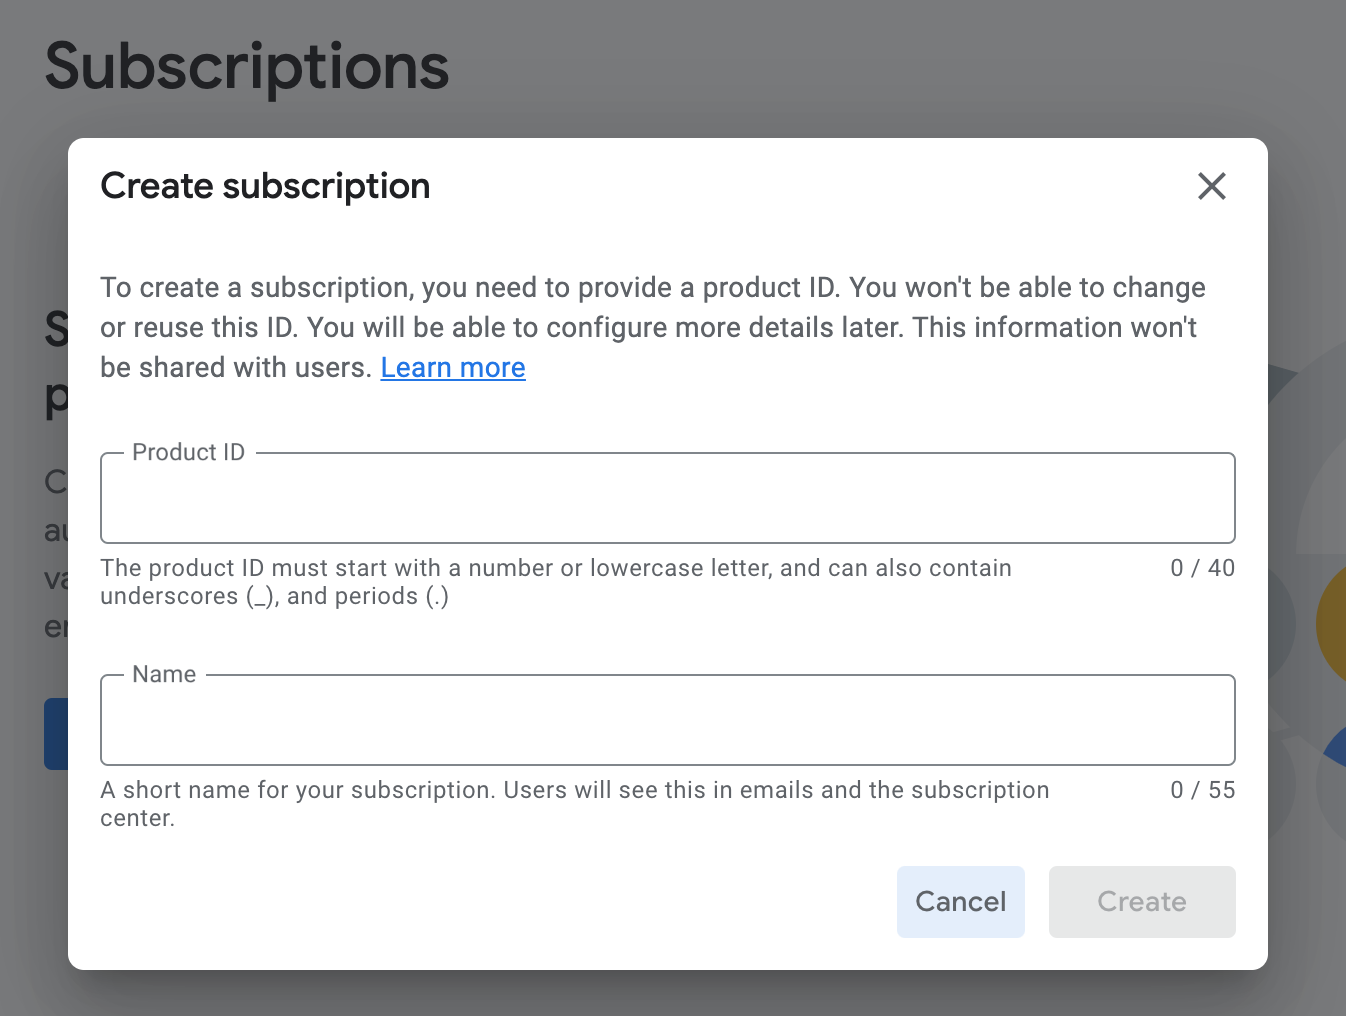 Subscriptions
Create subscription
To create a subscription, you need to provide a product ID. You won't be able to change
or reuse this ID. You will be able to configure more details later. This information won't
be shared with users. Learn more
Product ID
The product ID must start with a number or lowercase letter, and can also contain
underscores (_), and periods (.)
0 / 40
Name
A short name for your subscription. Users will see this in emails and the subscription
center.
0 / 55
Cancel
Create